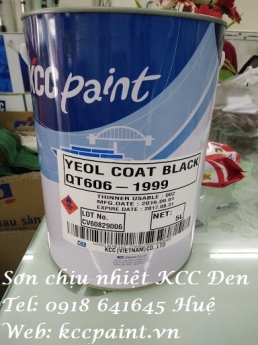 KCC paint
YEOL COAT BLACK
QT606-1999
THINNER USABLE : 002
MFG.DATE : 2016.09.01
EXPIRE DATE : 2017.08.31
LOT No.
CV60829006
NET:
5L
KCC (VIETNAM) CO., LTD
Sơn chịu nhiệt KCC Đen
Tel: 0918 641645 Huệ
Web: kccpaint.vn